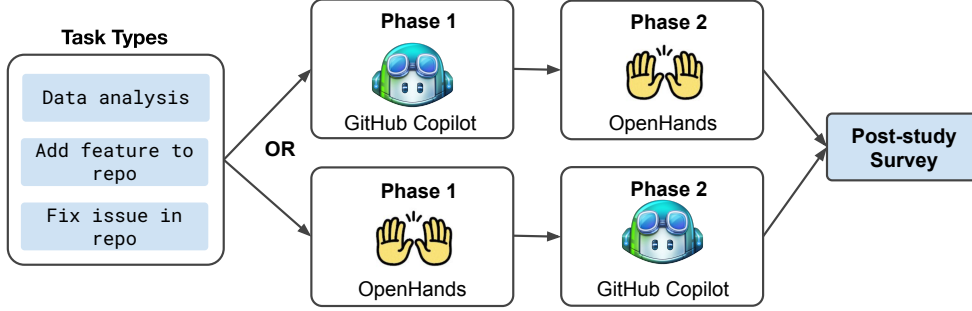 Task Types
Data analysis
Add feature to
repo
Fix issue in
repo
OR
Phase 1
GitHub Copilot
Phase 2
OpenHands
Phase 1
OpenHands
Phase 2
GitHub Copilot
Post-study
Survey